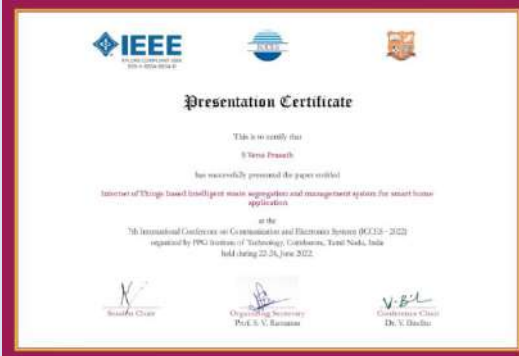 IEEE
Presentation Certificate
This is to certify that
S Varun Prasath
has successfully presented the paper entitled
Internet of Things based Intelligent waste segregation and management system for smart home
application
at the
7th International Conference on Communication and Electronics Systems (ICCES - 2022)
organized by PPG Institute of Technology, Coimbatore, Tamil Nadu, India
held during 22-24, June 2022.
Session Chair
Organizing Secretary
Conference Chair
Prof. S. V.
Dr. V. Bindhu